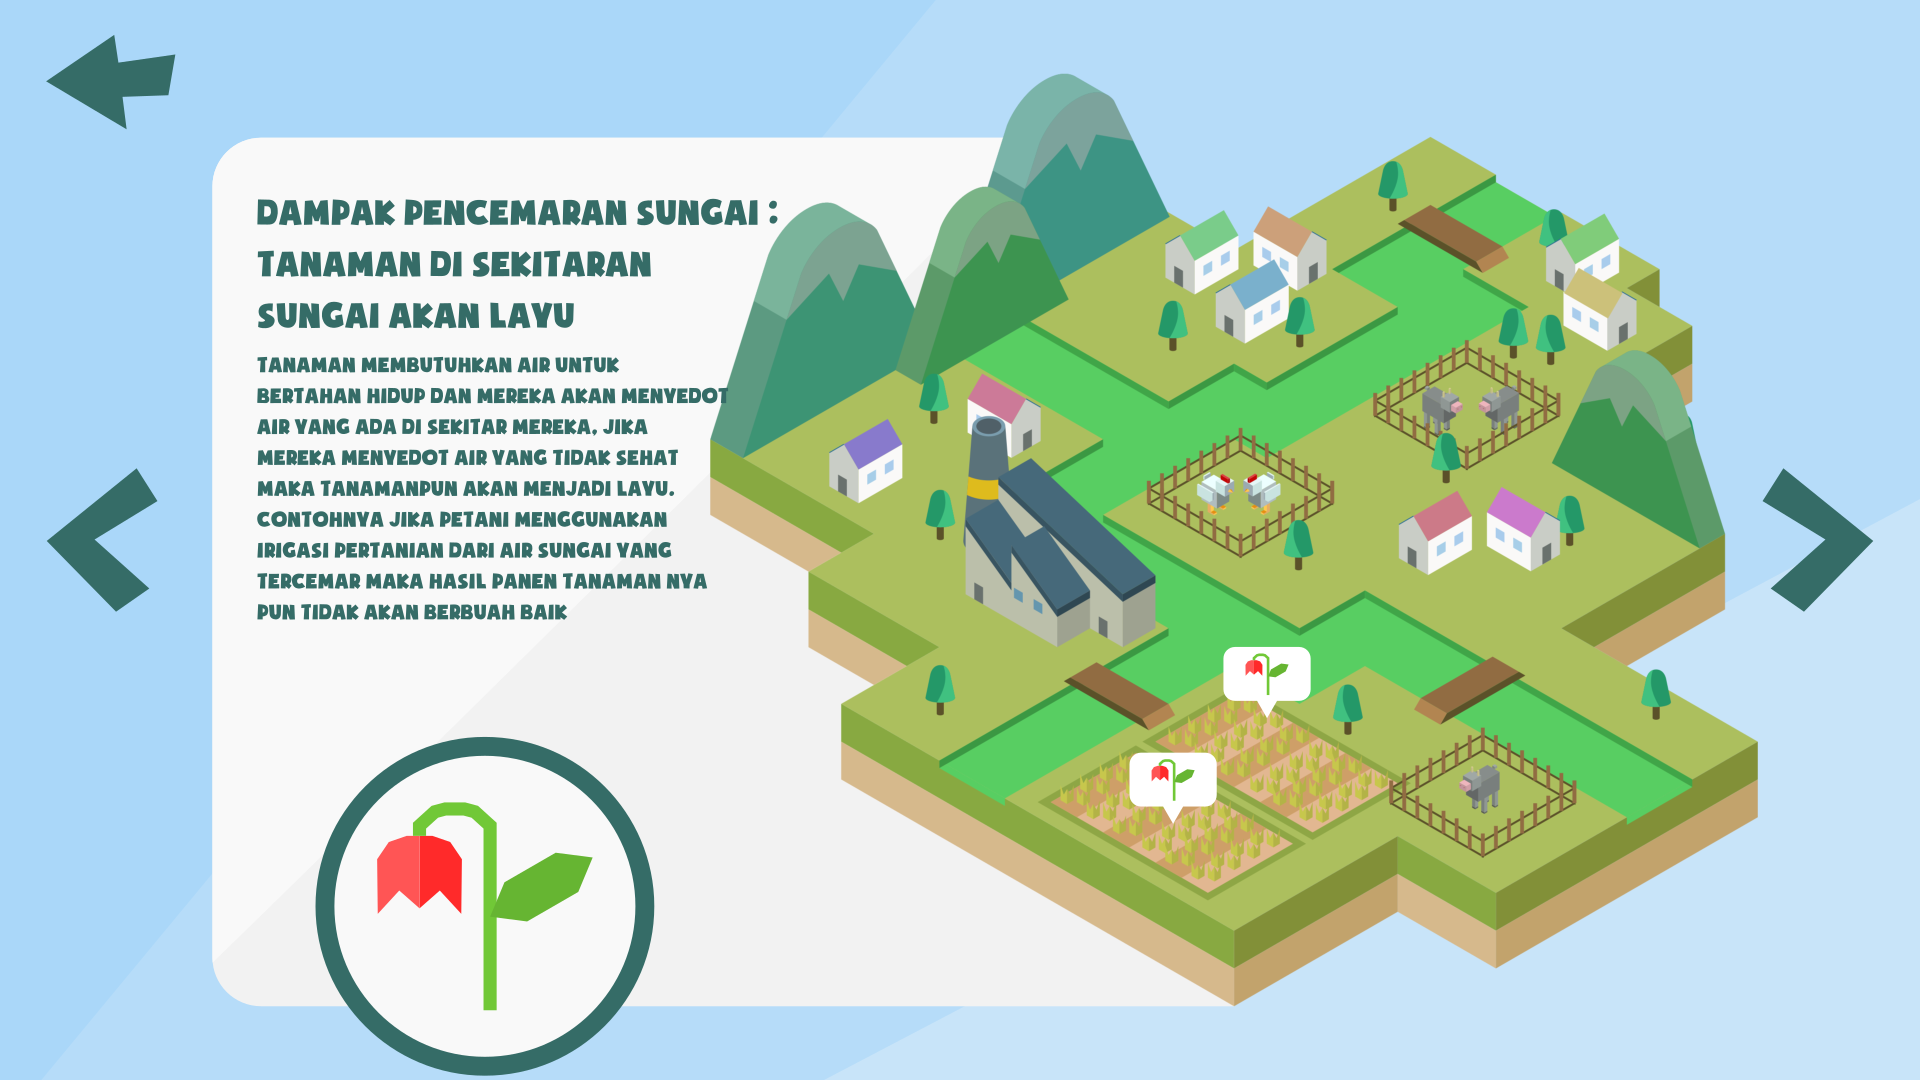 DAMPAK PENCEMARAN SUNGAI :
TANAMAN DI SEKITARAN
SUNGAI AKAN LAYU
TANAMAN MEMBUTUHKAN AIR UNTUK
BERTAHAN HIDUP DAN MEREKA AKAN MENYEDOT
AIR YANG ADA DI SEKITAR MEREKA, JIKA
MEREKA MENYEDOT AIR YANG TIDAK SEHAT
MAKA TANAMANPUN AKAN MENJADI LAYU.
CONTOHNYA JIKA PETANI MENGGUNAKAN
IRIGASI PERTANIAN DARI AIR SUNGAI YANG
TERCEMAR MAKA HASIL PANEN TANAMAN NYA
PUN TIDAK AKAN BERBUAH BAIK